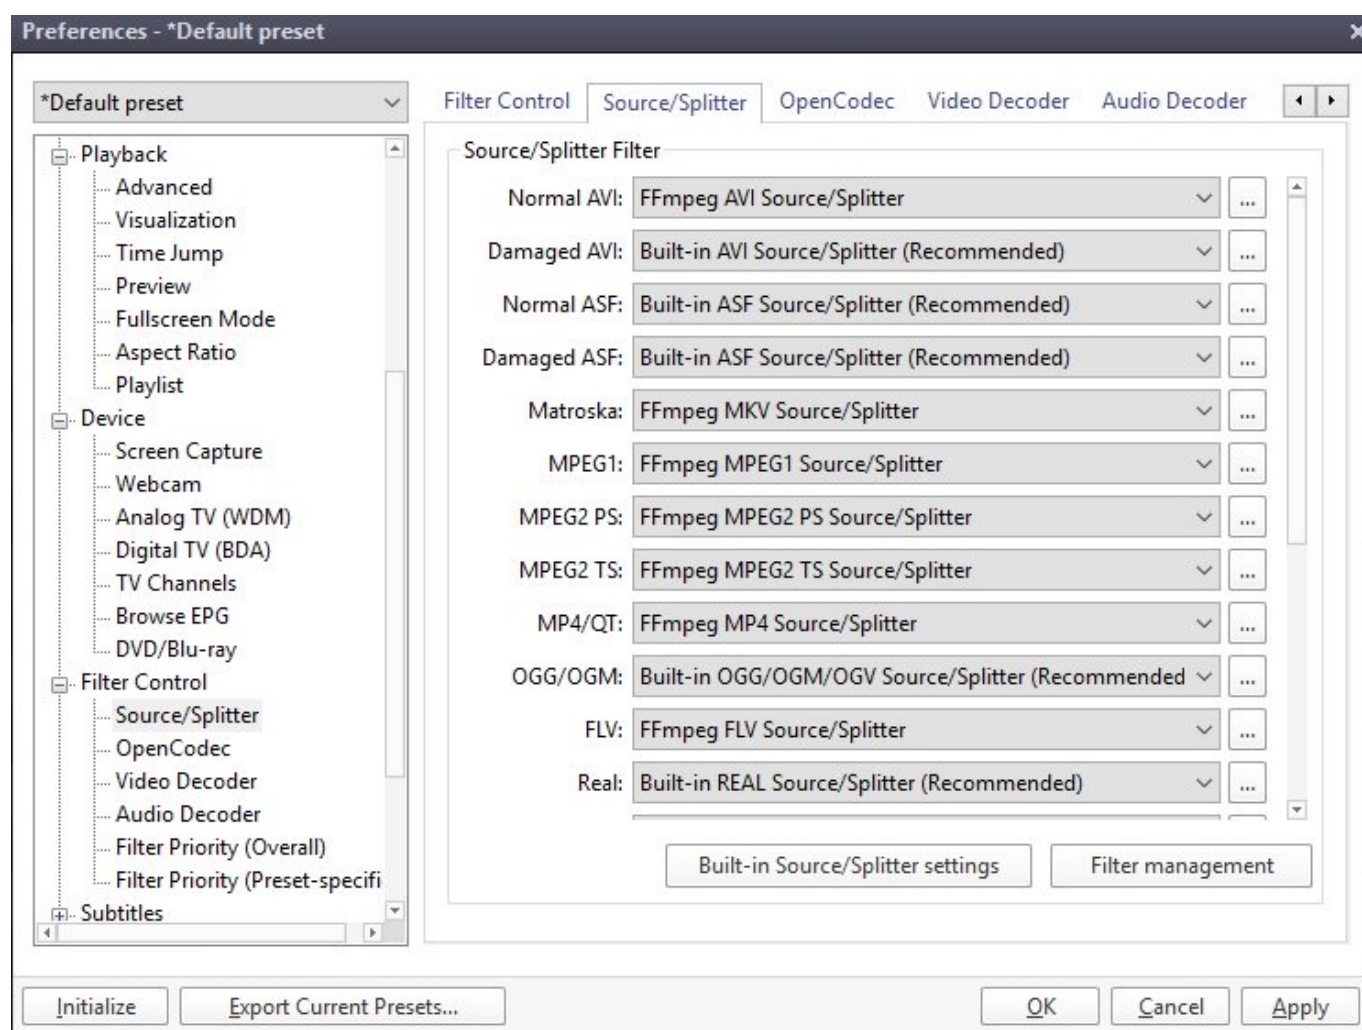 Preferences - *Default preset
*Default preset
Playback
Advanced
Visualization
Time Jump
Preview
Fullscreen Mode
Aspect Ratio
Playlist
Device
Screen Capture
Webcam
Analog TV (WDM)
Digital TV (BDA)
TV Channels
Browse EPG
DVD/Blu-ray
Filter Control
Source/Splitter
OpenCodec
Video Decoder
Audio Decoder
Filter Priority (Overall)
Filter Priority (Preset-specifi
Subtitles
Filter Control Source/Splitter OpenCodec Video Decoder Audio Decoder
Source/Splitter Filter
Normal AVI: FFmpeg AVI Source/Splitter ...
Damaged AVI: Built-in AVI Source/Splitter (Recommended) ...
Normal ASF: Built-in ASF Source/Splitter (Recommended) ...
Damaged ASF: Built-in ASF Source/Splitter (Recommended) ...
Matroska: FFmpeg MKV Source/Splitter ...
MPEG1: FFmpeg MPEG1 Source/Splitter ...
MPEG2 PS: FFmpeg MPEG2 PS Source/Splitter ...
MPEG2 TS: FFmpeg MPEG2 TS Source/Splitter ...
MP4/QT: FFmpeg MP4 Source/Splitter ...
OGG/OGM: Built-in OGG/OGM/OGV Source/Splitter (Recommended ...
FLV: FFmpeg FLV Source/Splitter ...
Real: Built-in REAL Source/Splitter (Recommended) ...
Built-in Source/Splitter settings Filter management
Initialize Export Current Presets... OK Cancel Apply